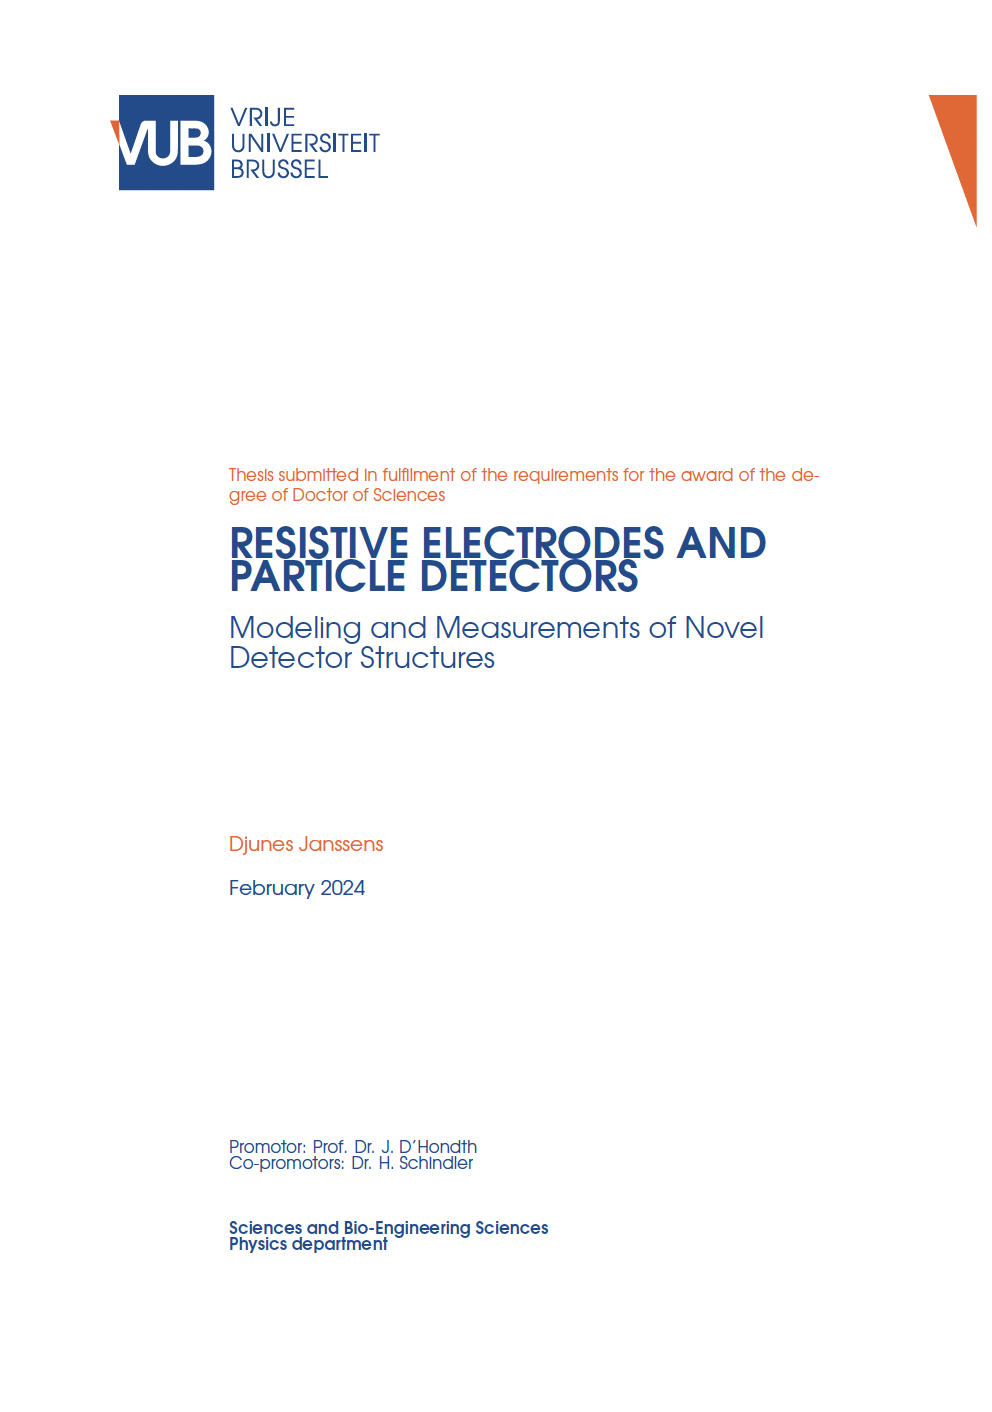 VUB
VRIJE
UNIVERSITEIT
BRUSSEL
Thesis submitted in fulfilment of the requirements for the award of the de-
gree of Doctor of Sciences
RESISTIVE ELECTRODES AND
PARTICLE DETECTORS
Modeling and Measurements of Novel
Detector Structures
Djunes Janssens
February 2024
Promotor: Prof. Dr. J. D'Hondth
Co-promotors: Dr. H. Schindler
Sciences and Bio-Engineering Sciences
Physics department